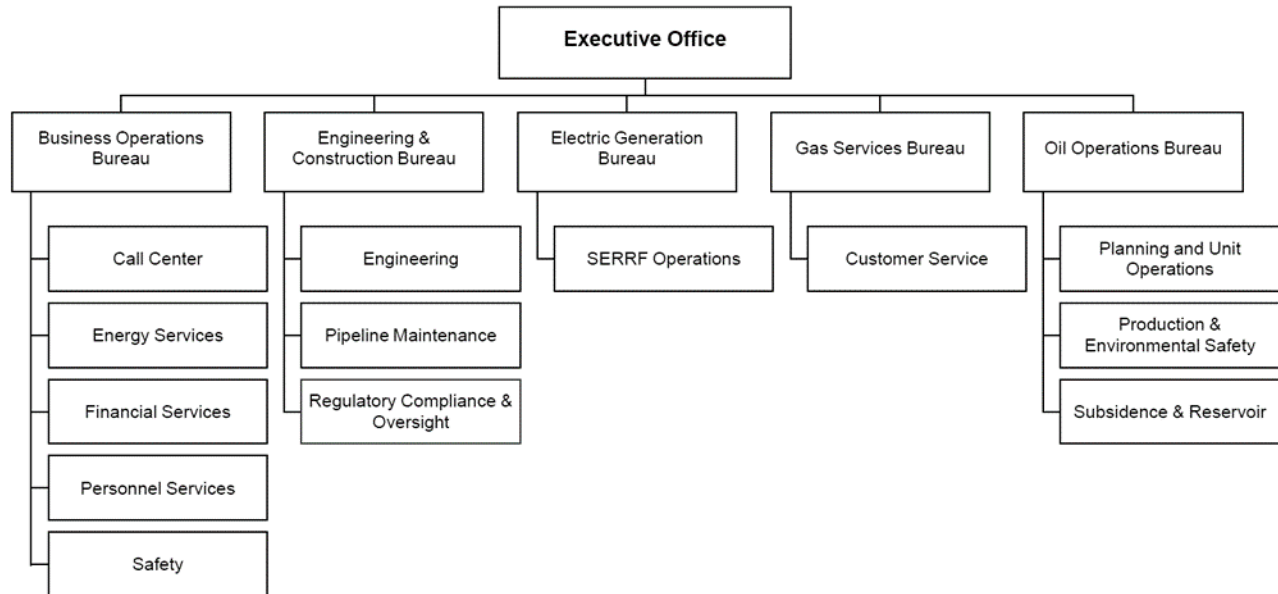 Executive Office
Business Operations
Bureau
Engineering &
Construction Bureau
Electric Generation
Bureau
Gas Services Bureau
Oil Operations Bureau
Call Center
Energy Services
Financial Services
Personnel Services
Safety
Engineering
Pipeline Maintenance
Regulatory Compliance &
Oversight
SERRF Operations
Customer Service
Planning and Unit
Operations
Production &
Environmental Safety
Subsidence & Reservoir